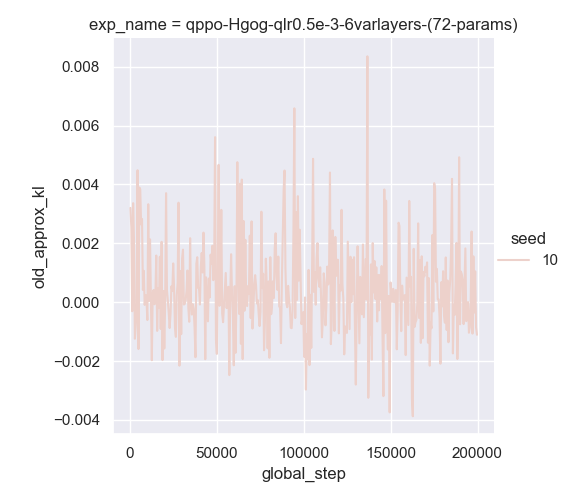 exp_name = qppo-Hgog-qlr0.5e-3-6varlayers-(72-params)
0.008
0.006
0.004
0.002
0.000
−0.002
−0.004
old_approx_kl
0 50000 100000 150000 200000
global_step
seed
10